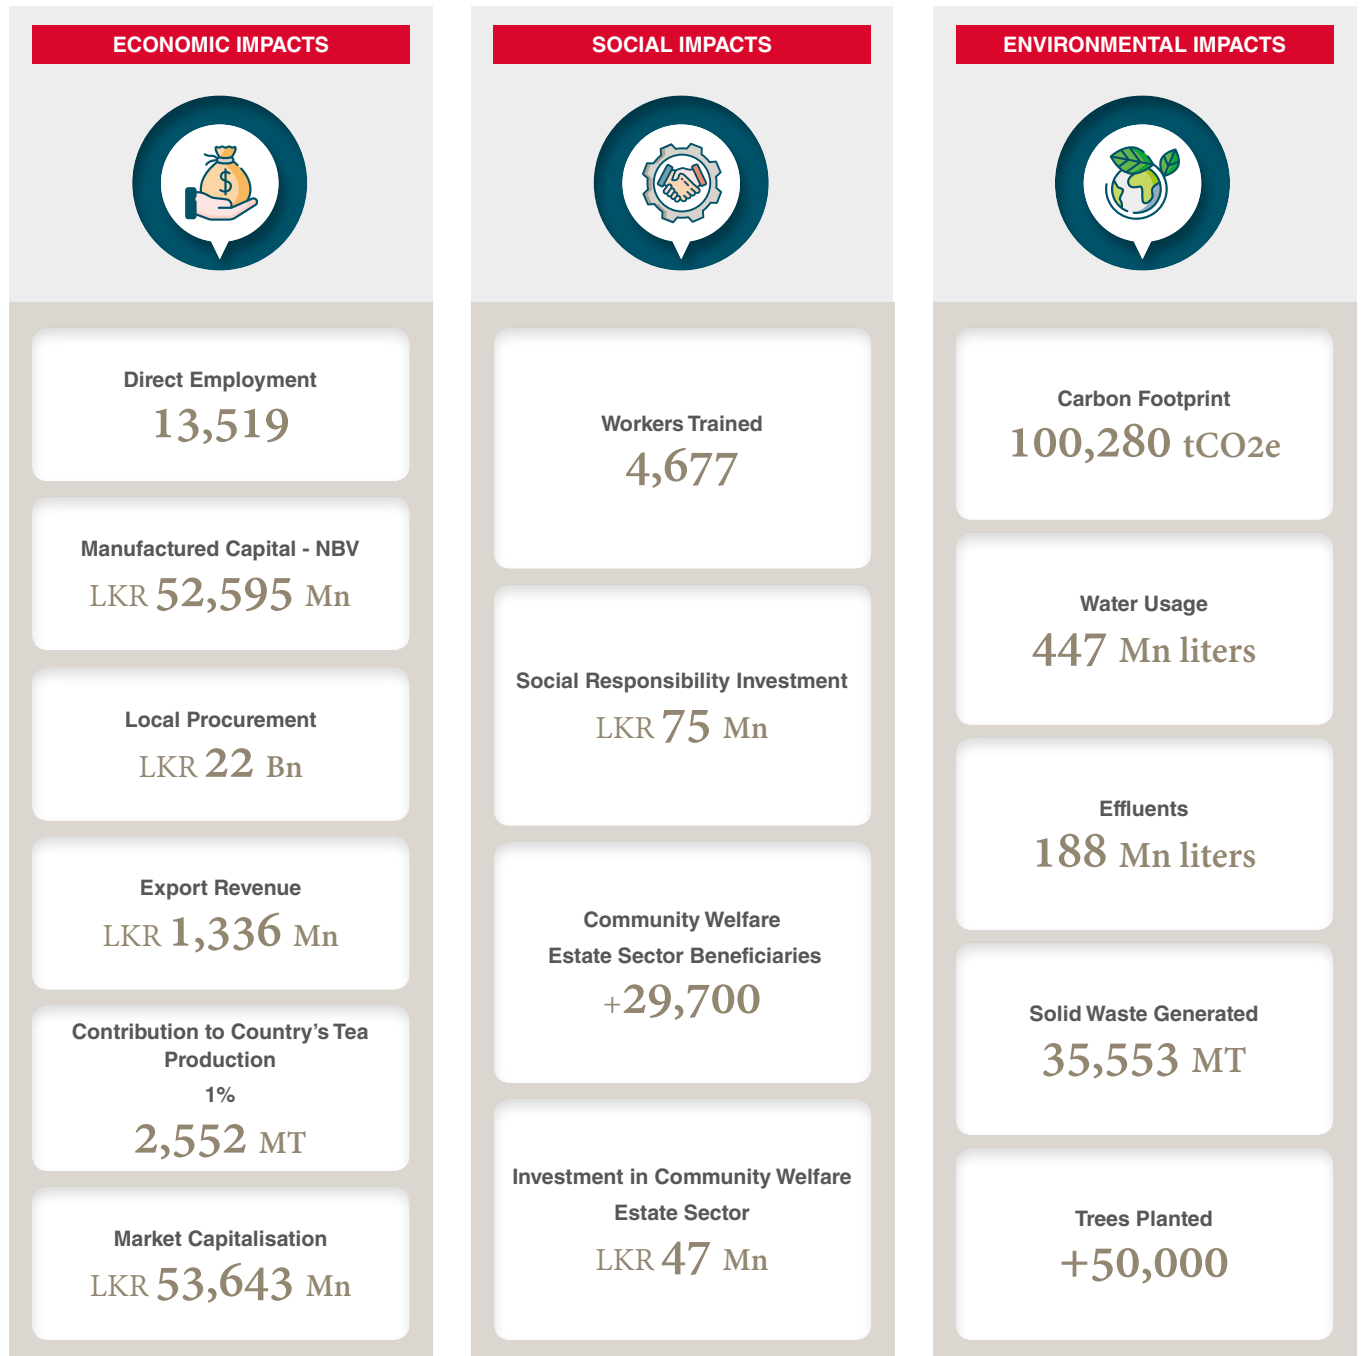 ECONOMIC IMPACTS
$
Direct Employment
13,519
Manufactured Capital - NBV
LKR 52,595 Mn
Local Procurement
LKR 22 Bn
Export Revenue
LKR 1,336 Mn
Contribution to Country’s Tea
Production
1%
2,552 MT
Market Capitalisation
LKR 53,643 Mn
SOCIAL IMPACTS
Workers Trained
4,677
Social Responsibility Investment
LKR 75 Mn
Community Welfare
Estate Sector Beneficiaries
+29,700
Investment in Community Welfare
Estate Sector
LKR 47 Mn
ENVIRONMENTAL IMPACTS
Carbon Footprint
100,280 tCO2e
Water Usage
447 Mn liters
Effluents
188 Mn liters
Solid Waste Generated
35,553 MT
Trees Planted
+50,000